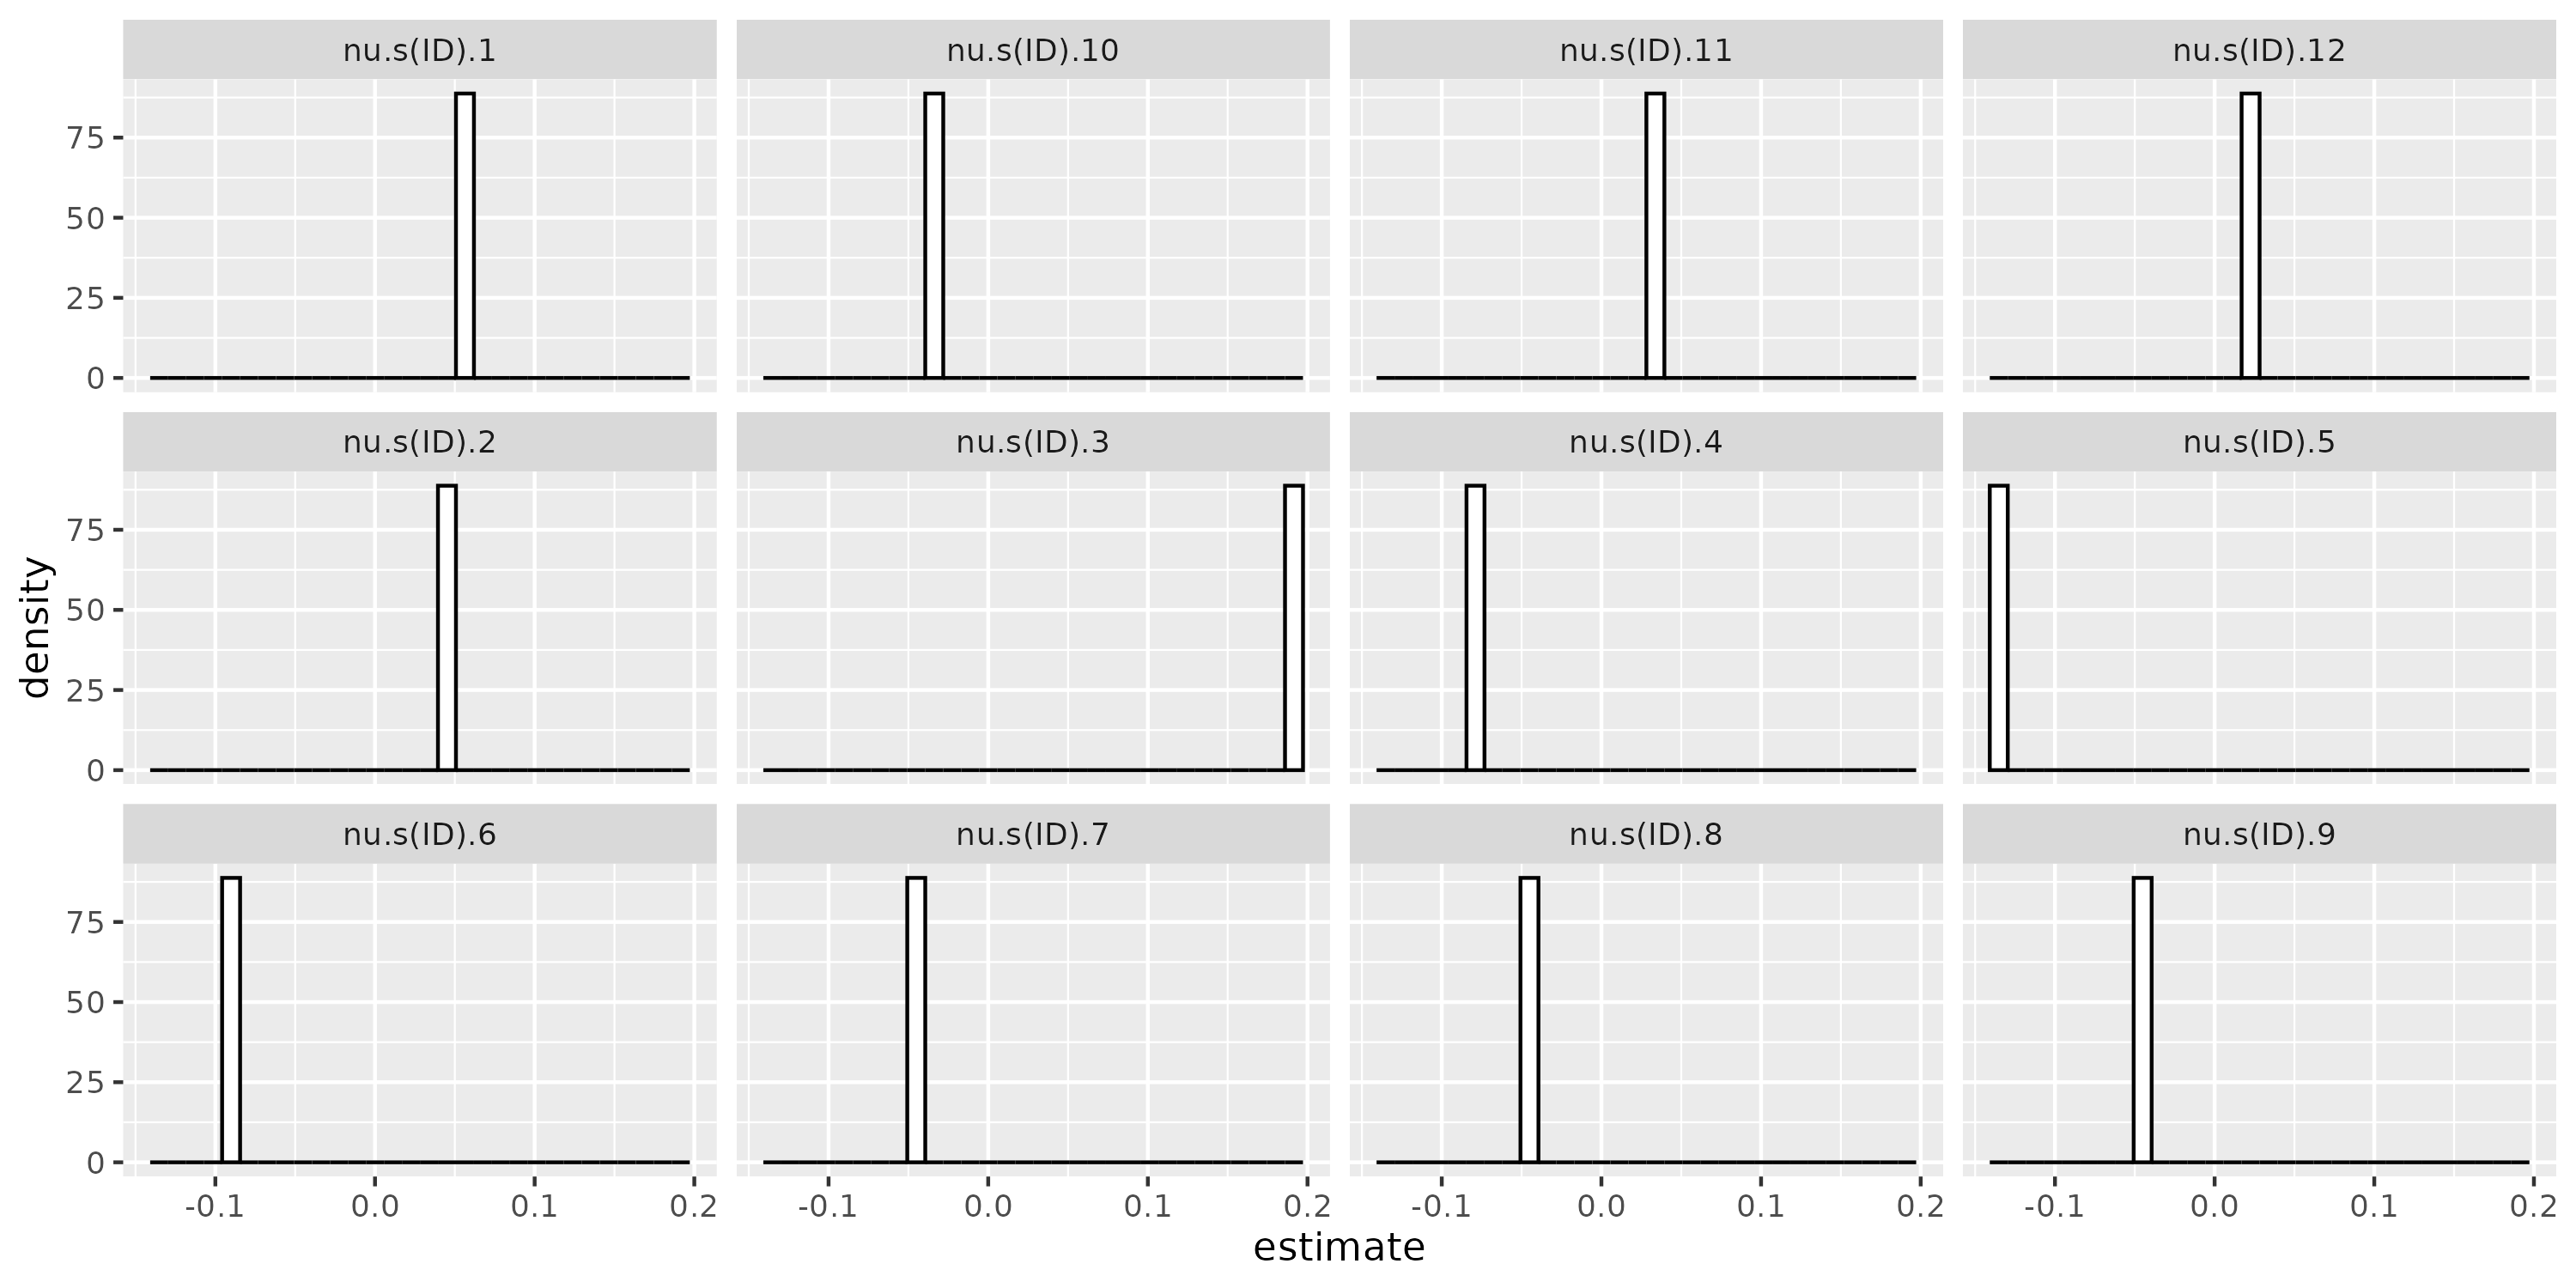 nu.s(ID).1 nu.s(ID).10 nu.s(ID).11 nu.s(ID).12
75
50
25
0
nu.s(ID).2 nu.s(ID).3 nu.s(ID).4 nu.s(ID).5
75
50
25
0
density
nu.s(ID).6 nu.s(ID).7 nu.s(ID).8 nu.s(ID).9
75
50
25
0
-0.1 0.0 0.1 0.2 -0.1 0.0 0.1 0.2 -0.1 0.0 0.1 0.2 -0.1 0.0 0.1 0.2
estimate